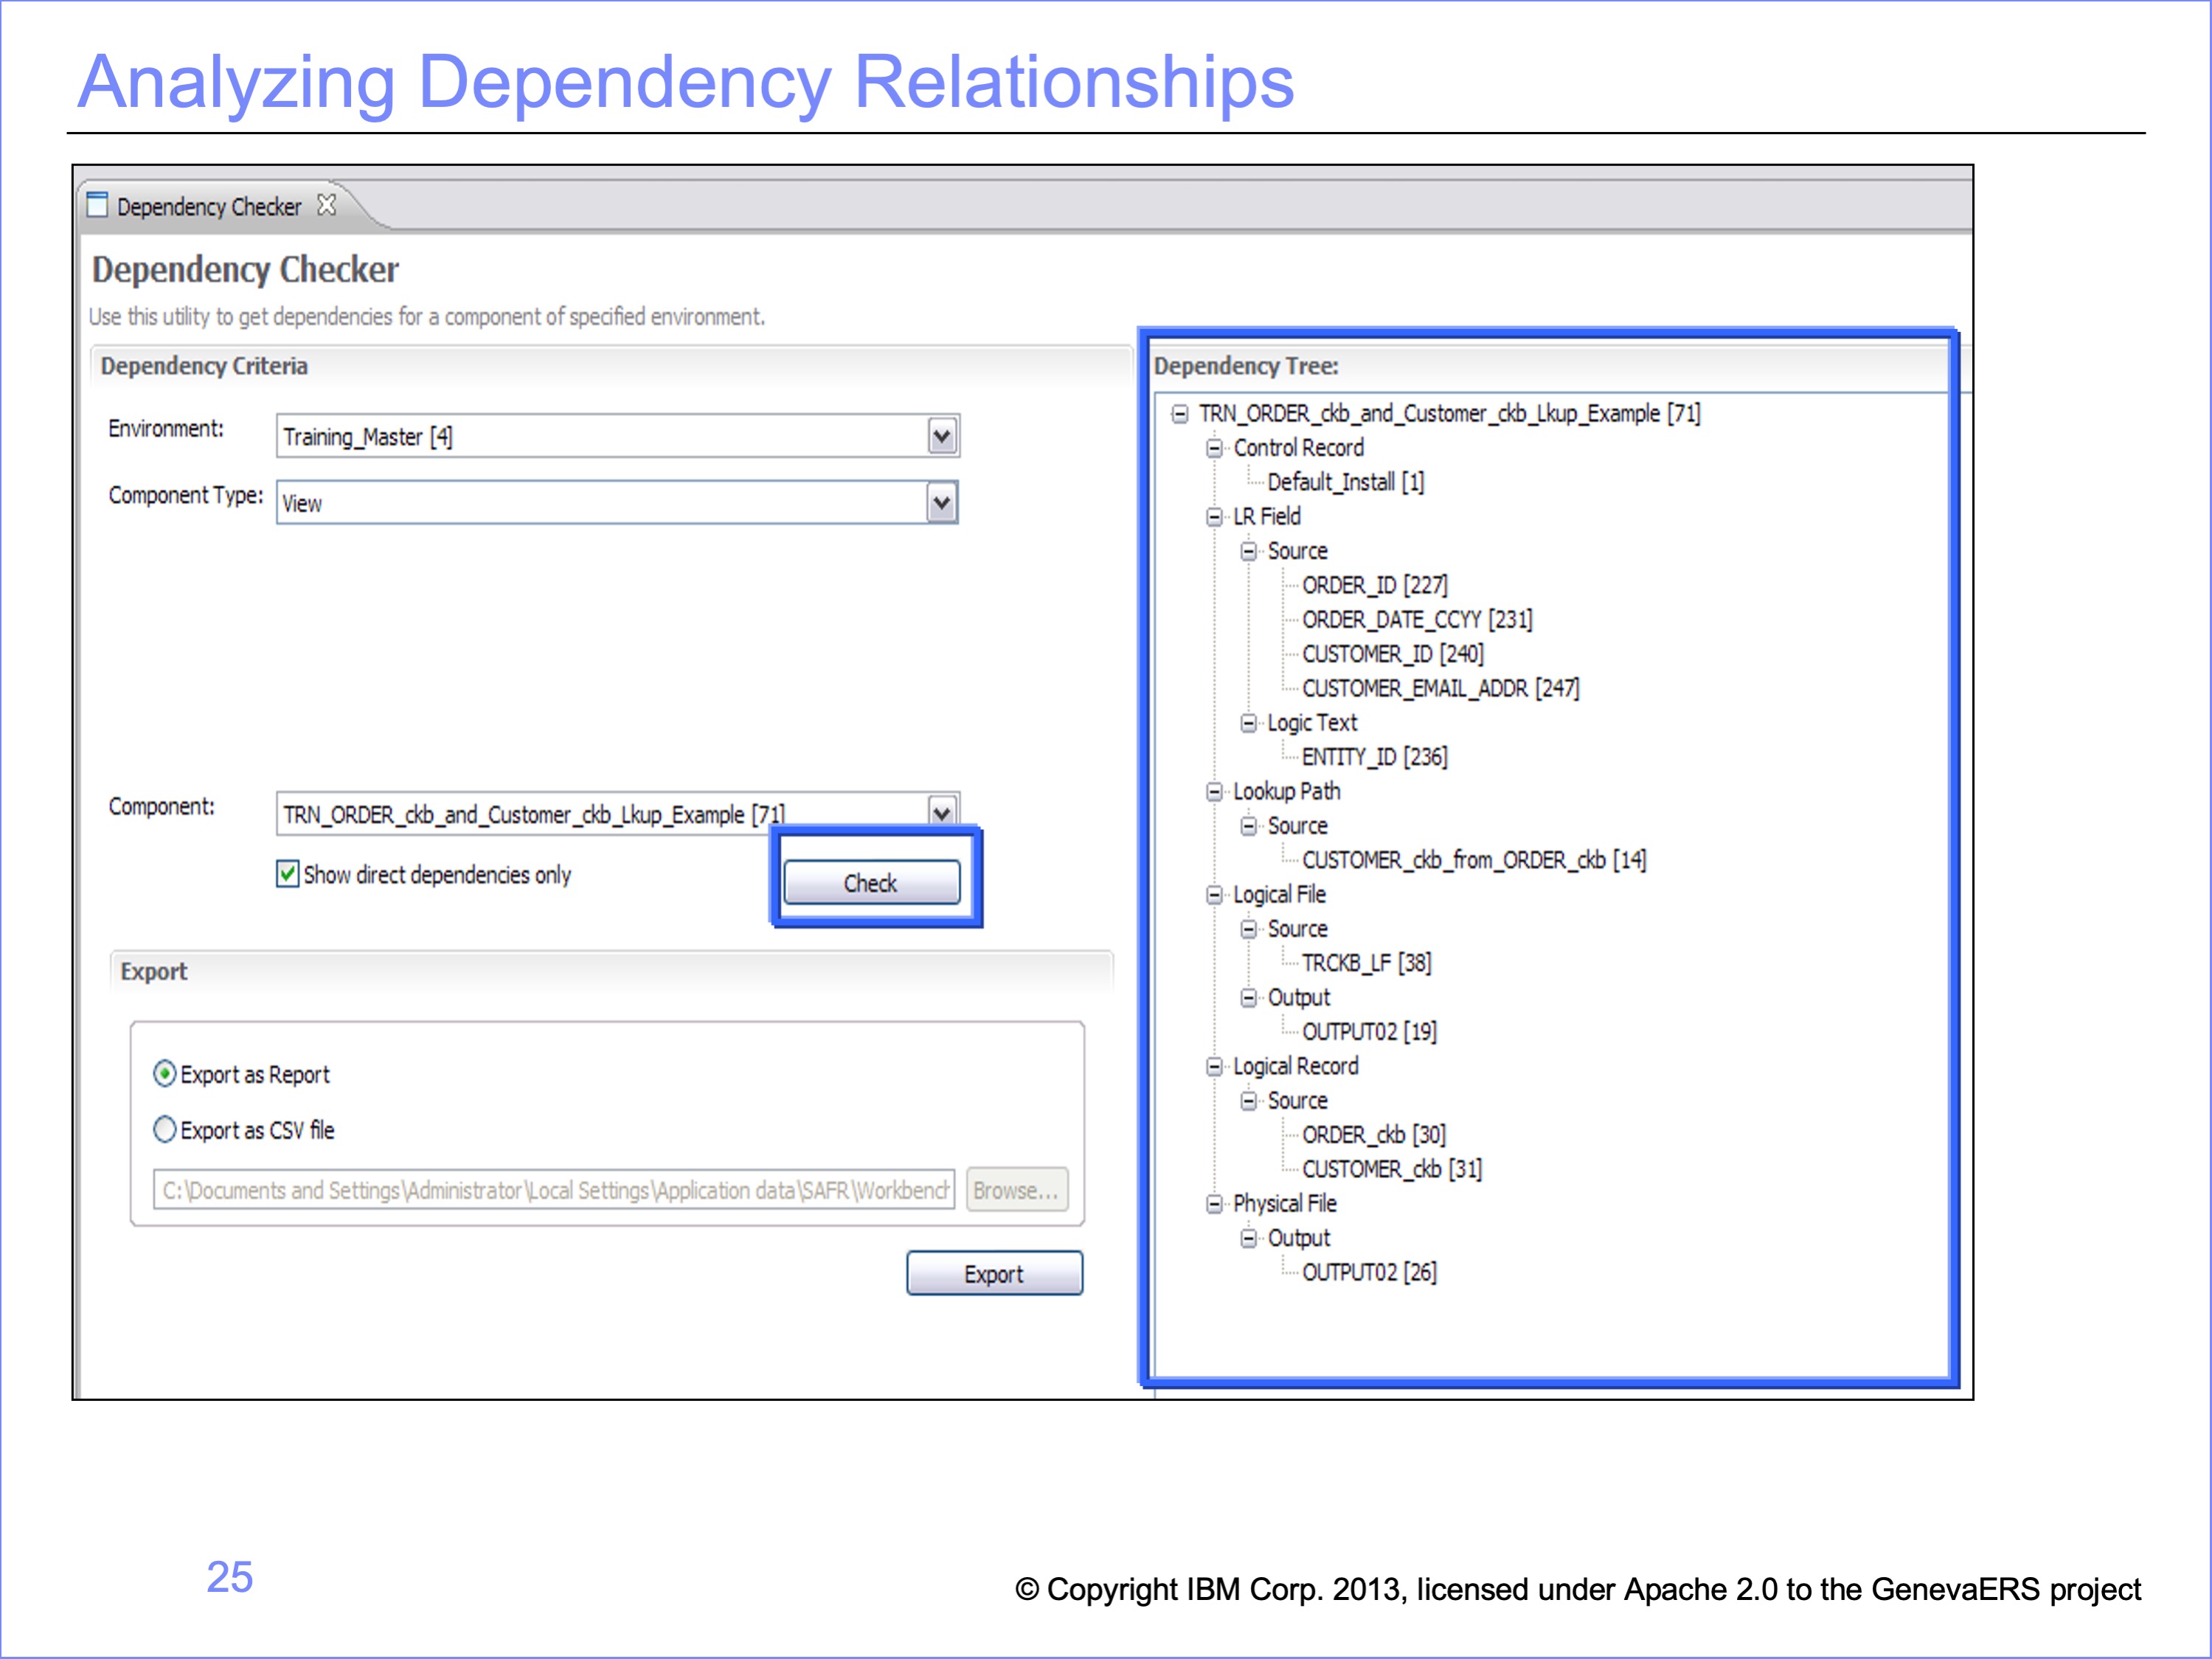 Analyzing Dependency Relationships
Dependency Checker
Dependency Checker
Use this utility to get dependencies for a component of specified environment.
Dependency Criteria
Environment:
Training_Master [4]
Component Type:
View
Component:
TRN_ORDER_ckb_and_Customer_ckb_Lkup_Example [71]
Show direct dependencies only
Check
Export
Export as Report
Export as CSV file
C:\Documents and Settings\Administrator\Local Settings\Application data\SAFR\Workbench
Browse...
Export
Dependency Tree:
TRN_ORDER_ckb_and_Customer_ckb_Lkup_Example [71]
Control Record
Default_Install [1]
LR Field
Source
ORDER_ID [227]
ORDER_DATE_CCYY [231]
CUSTOMER_ID [240]
CUSTOMER_EMAIL_ADDR [247]
Logic Text
ENTITY_ID [236]
Lookup Path
Source
CUSTOMER_ckb_from_ORDER_ckb [14]
Logical File
Source
TRCKB_LF [38]
Output
OUTPUT02 [19]
Logical Record
Source
ORDER_ckb [30]
CUSTOMER_ckb [31]
Physical File
Output
OUTPUT02 [26]
25
© Copyright IBM Corp. 2013, licensed under Apache 2.0 to the GenevaERS project